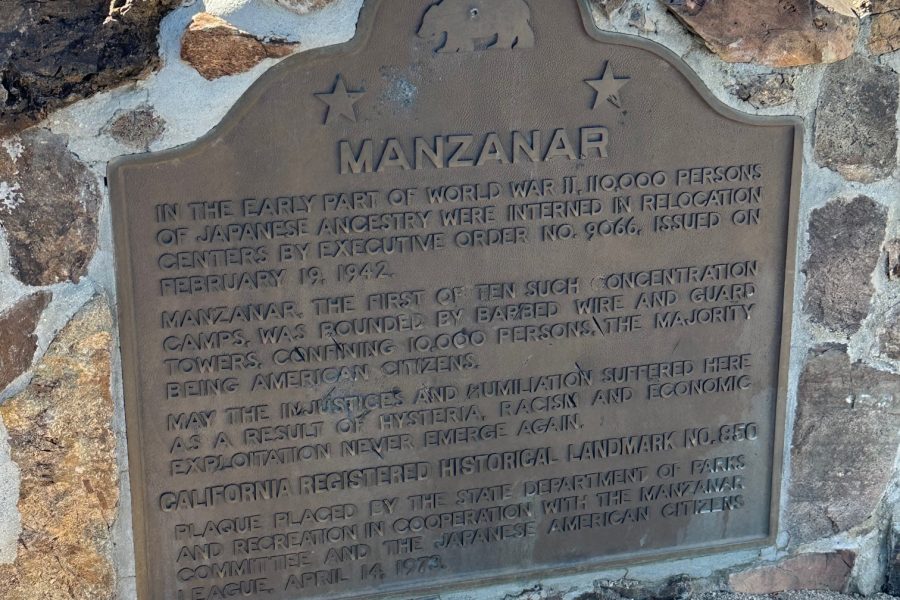 MANZANAR
IN THE EARLY PART OF WORLD WAR II, 110,000 PERSONS
OF JAPANESE ANCESTRY WERE INTERNED IN RELOCATION
CENTERS BY EXECUTIVE ORDER NO. 9066, ISSUED ON
FEBRUARY 19, 1942.
MANZANAR, THE FIRST OF TEN SUCH CONCENTRATION
CAMPS, WAS BOUNDED BY BARBED WIRE AND GUARD
TOWERS, CONFINING 10,000 PERSONS, THE MAJORITY
BEING AMERICAN CITIZENS.
MAY THE INJUSTICES AND HUMILIATION SUFFERED HERE
AS A RESULT OF HYSTERIA, RACISM AND ECONOMIC
EXPLOITATION NEVER EMERGE AGAIN.
CALIFORNIA REGISTERED HISTORICAL LANDMARK NO. 850
PLAQUE PLACED BY THE STATE DEPARTMENT OF PARKS
AND RECREATION IN COOPERATION WITH THE MANZANAR
COMMITTEE AND THE JAPANESE AMERICAN CITIZENS
LEAGUE, APRIL 14, 1973.